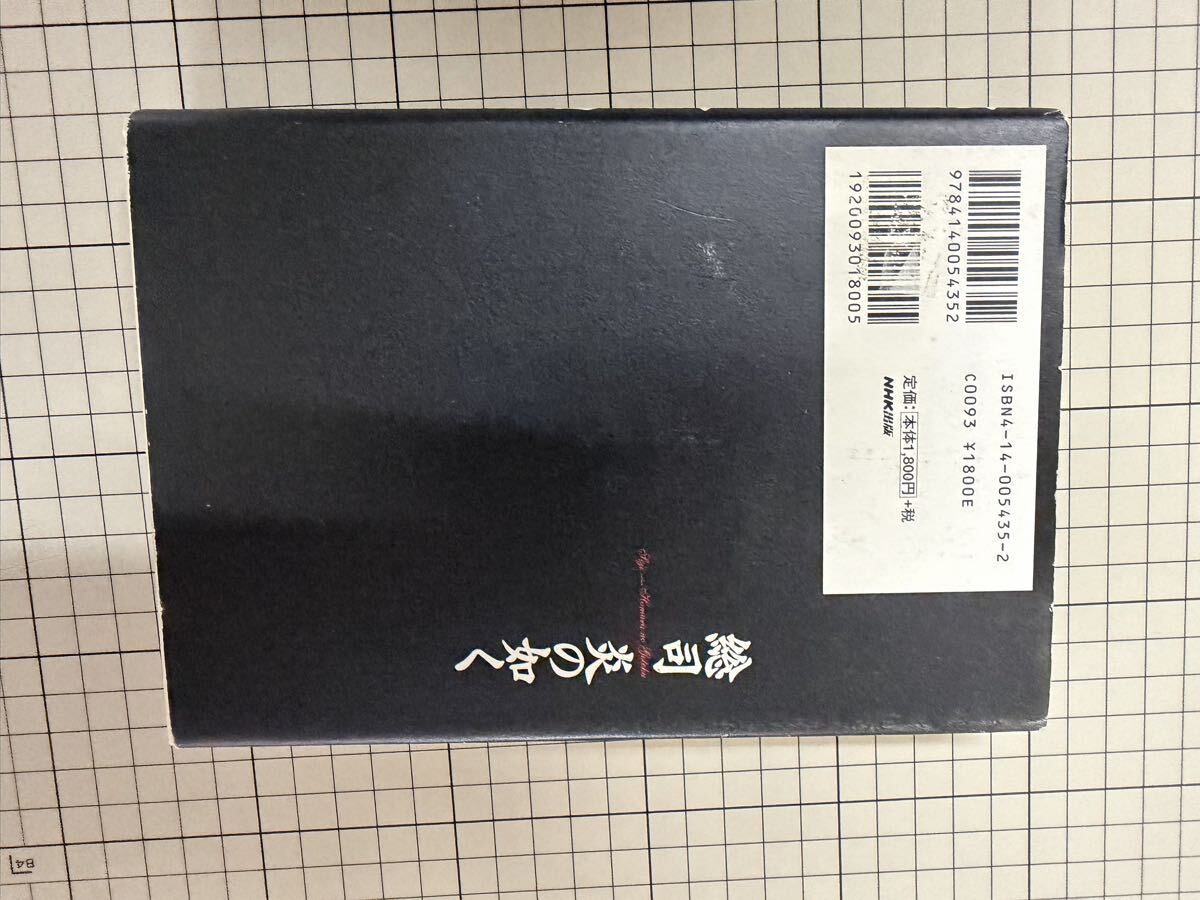 9784140054352
1920093018005
ISBN4-14-005435-2
C0093 ¥1800E
定価:本体1,800円+税
NHK出版
総司 炎の如く
B4